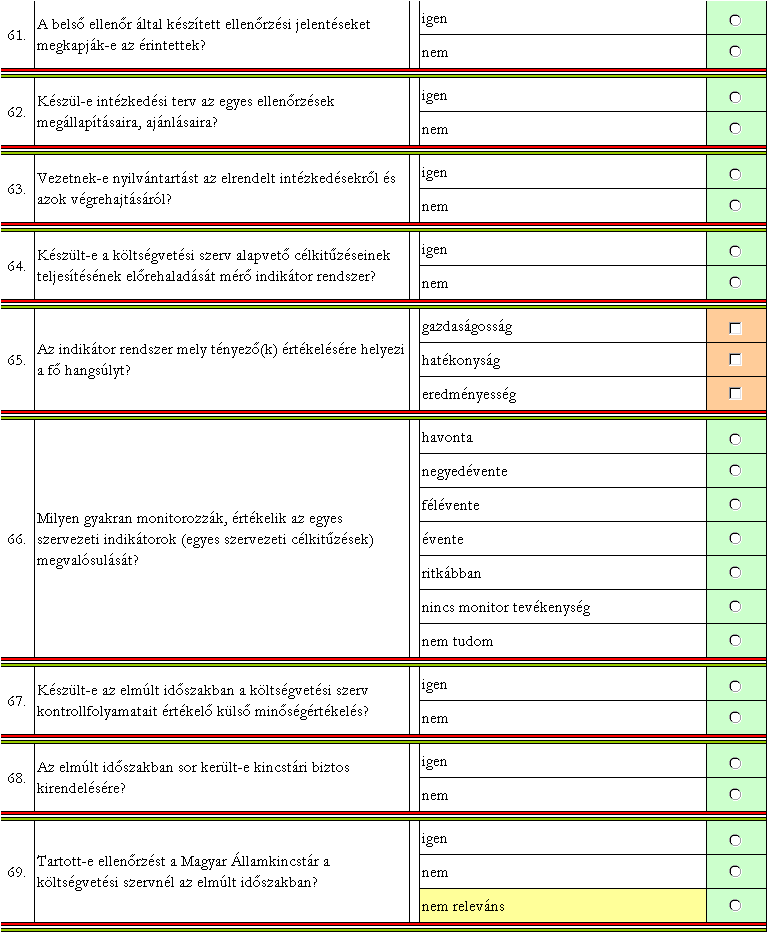 61.
A belső ellenőr által készített ellenőrzési jelentéseket
megkapják-e az érintettek?
igen
nem
62.
Készül-e intézkedési terv az egyes ellenőrzések
megállapításaira, ajánlásaira?
igen
nem
63.
Vezetnek-e nyilvántartást az elrendelt intézkedésekről és
azok végrehajtásáról?
igen
nem
64.
Készült-e a költségvetési szerv alapvető célkitűzéseinek
teljesítésének előrehaladását mérő indikátor rendszer?
igen
nem
65.
Az indikátor rendszer mely tényező(k) értékelésére helyezi
a fő hangsúlyt?
gazdaságosság
hatékonyság
eredményesség
66.
Milyen gyakran monitorozzák, értékelik az egyes
szervezeti indikátorok (egyes szervezeti célkitűzések)
megvalósulását?
havonta
negyedévente
félévente
évente
ritkábban
nincs monitor tevékenység
nem tudom
67.
Készült-e az elmúlt időszakban a költségvetési szerv
kontrollfolyamatait értékelő külső minőségértékelés?
igen
nem
68.
Az elmúlt időszakban sor került-e kincstári biztos
kirendelésére?
igen
nem
69.
Tartott-e ellenőrzést a Magyar Államkincstár a
költségvetési szervnél az elmúlt időszakban?
igen
nem
nem releváns